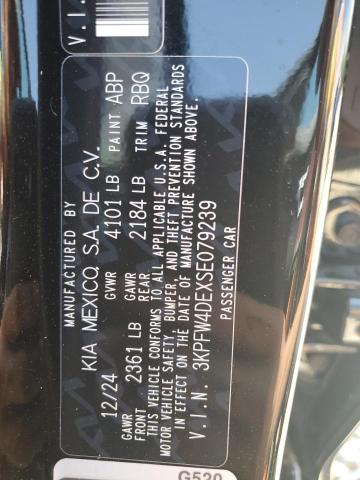 V.I.
MANUFACTURED BY
KIA MEXICO, S.A. DE C.V.
12/24 GVWR 4101 LB PAINT ABP
GAWR FRONT 2361 LB GAWR REAR 2184 LB TRIM RBQ
THIS VEHICLE CONFORMS TO ALL APPLICABLE U.S.A. FEDERAL
MOTOR VEHICLE SAFETY, BUMPER, AND THEFT PREVENTION STANDARDS
IN EFFECT ON THE DATE OF MANUFACTURE SHOWN ABOVE.
V.I.N. 3KPFW4DEXSE079239
PASSENGER CAR
G520